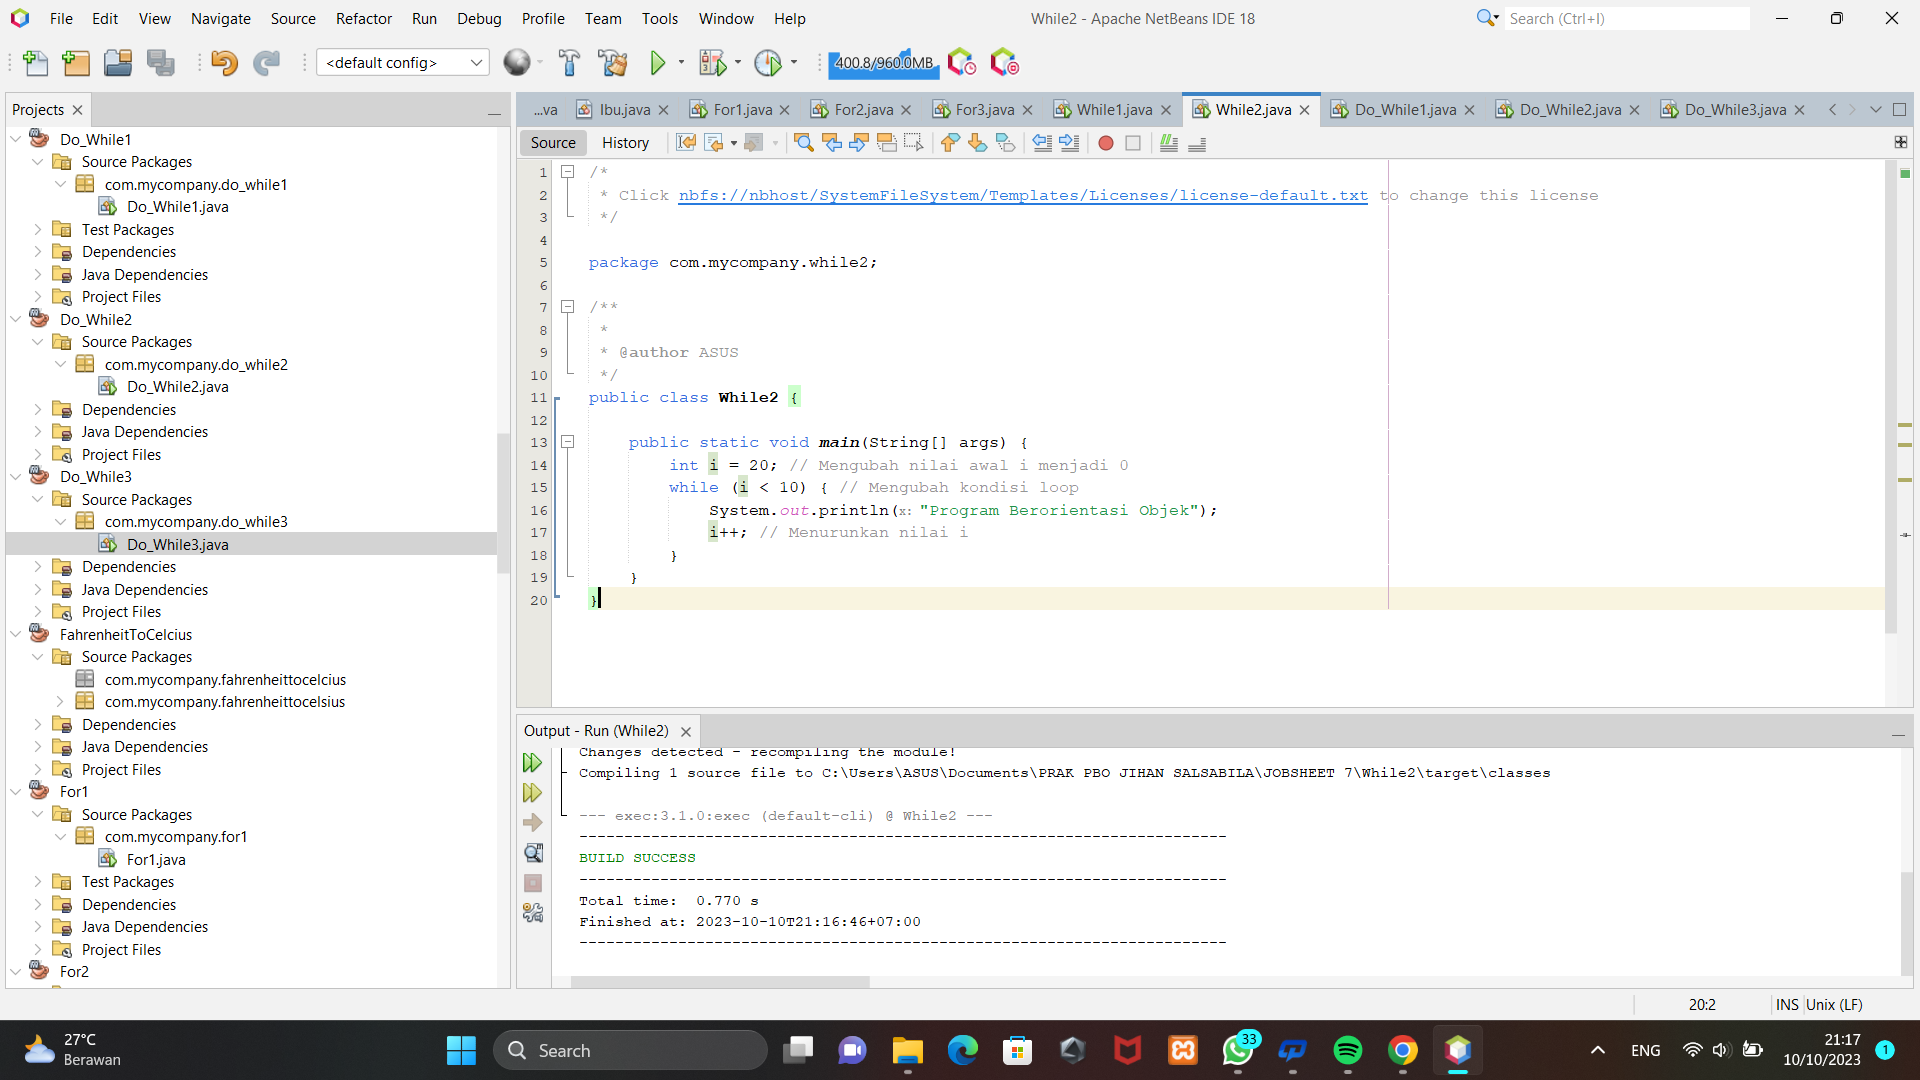 File Edit View Navigate Source Refactor Run Debug Profile Team Tools Window Help While2 - Apache NetBeans IDE 18 Search (Ctrl+I)
<default config> 400.8/960.0MB
Projects
Do_While1
Source Packages
com.mycompany.do_while1
Do_While1.java
Test Packages
Dependencies
Java Dependencies
Project Files
Do_While2
Source Packages
com.mycompany.do_while2
Do_While2.java
Dependencies
Java Dependencies
Project Files
Do_While3
Source Packages
com.mycompany.do_while3
Do_While3.java
Dependencies
Java Dependencies
Project Files
FahrenheitToCelcius
Source Packages
com.mycompany.fahrenheittocelcius
com.mycompany.fahrenheittocelsius
Dependencies
Java Dependencies
Project Files
For1
Source Packages
com.mycompany.for1
For1.java
Test Packages
Dependencies
Java Dependencies
Project Files
For2
...va Ibu.java For1.java For2.java For3.java While1.java While2.java Do_While1.java Do_While2.java Do_While3.java
Source History
1 /*
2 * Click nbfs://nbhost/SystemFileSystem/Templates/Licenses/license-default.txt to change this license
3 */
4
5 package com.mycompany.while2;
6
7 /**
8 *
9 * @author ASUS
10 */
11 public class While2 {
12
13 public static void main(String[] args) {
14 int i = 20; // Mengubah nilai awal i menjadi 0
15 while (i < 10) { // Mengubah kondisi loop
16 System.out.println(x: "Program Berorientasi Objek");
17 i++; // Menurunkan nilai i
18 }
19 }
20 }
Output - Run (While2)
Changes detected - recompiling the module!
Compiling 1 source file to C:\Users\ASUS\Documents\PRAK PBO JIHAN SALSABILA\JOBSHEET 7\While2\target\classes
--- exec:3.1.0:exec (default-cli) @ While2 ---
------------------------------------------------------------------------
BUILD SUCCESS
------------------------------------------------------------------------
Total time: 0.770 s
Finished at: 2023-10-10T21:16:46+07:00
------------------------------------------------------------------------
20:2 INS Unix (LF)
27°C
Berawan
Search
33
ENG
21:17
10/10/2023
1